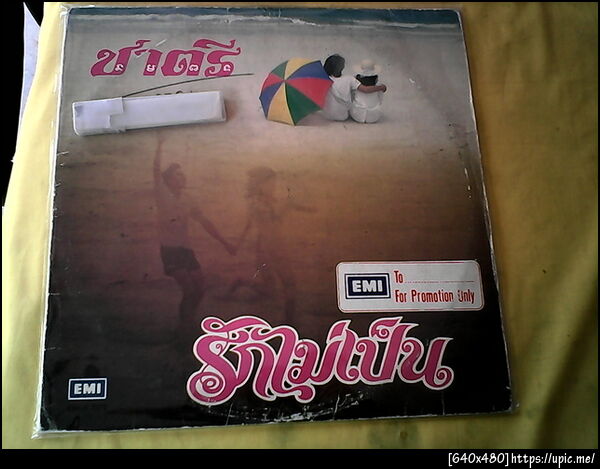 ชาตรี
EMI
To
For Promotion Only
รักไม่เป็น
EMI
[640x480]https://upic.me/